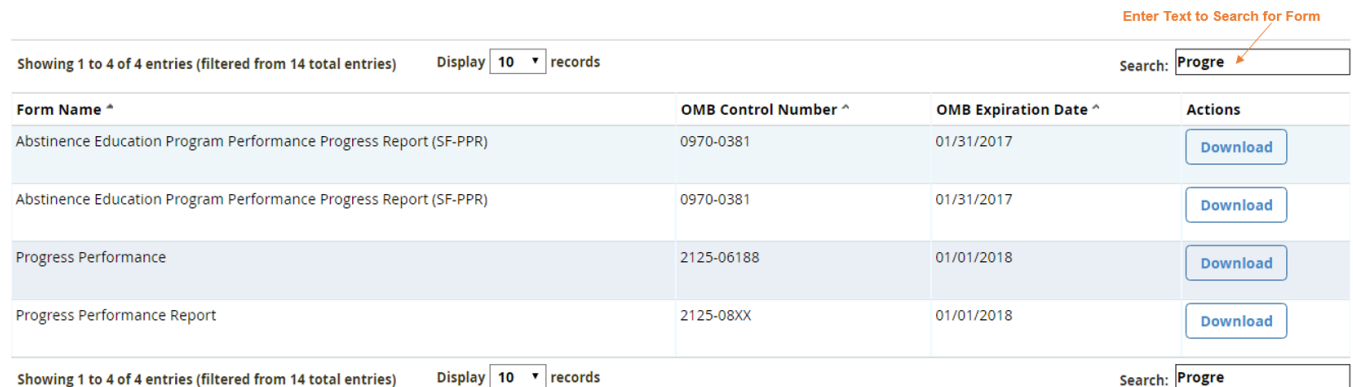 Enter Text to Search for Form
Showing 1 to 4 of 4 entries (filtered from 14 total entries) Display 10 records Search: Progre
Form Name OMB Control Number OMB Expiration Date Actions
Abstinence Education Program Performance Progress Report (SF-PPR) 0970-0381 01/31/2017 Download
Abstinence Education Program Performance Progress Report (SF-PPR) 0970-0381 01/31/2017 Download
Progress Performance 2125-06188 01/01/2018 Download
Progress Performance Report 2125-08XX 01/01/2018 Download
Showing 1 to 4 of 4 entries (filtered from 14 total entries) Display 10 records Search: Progre